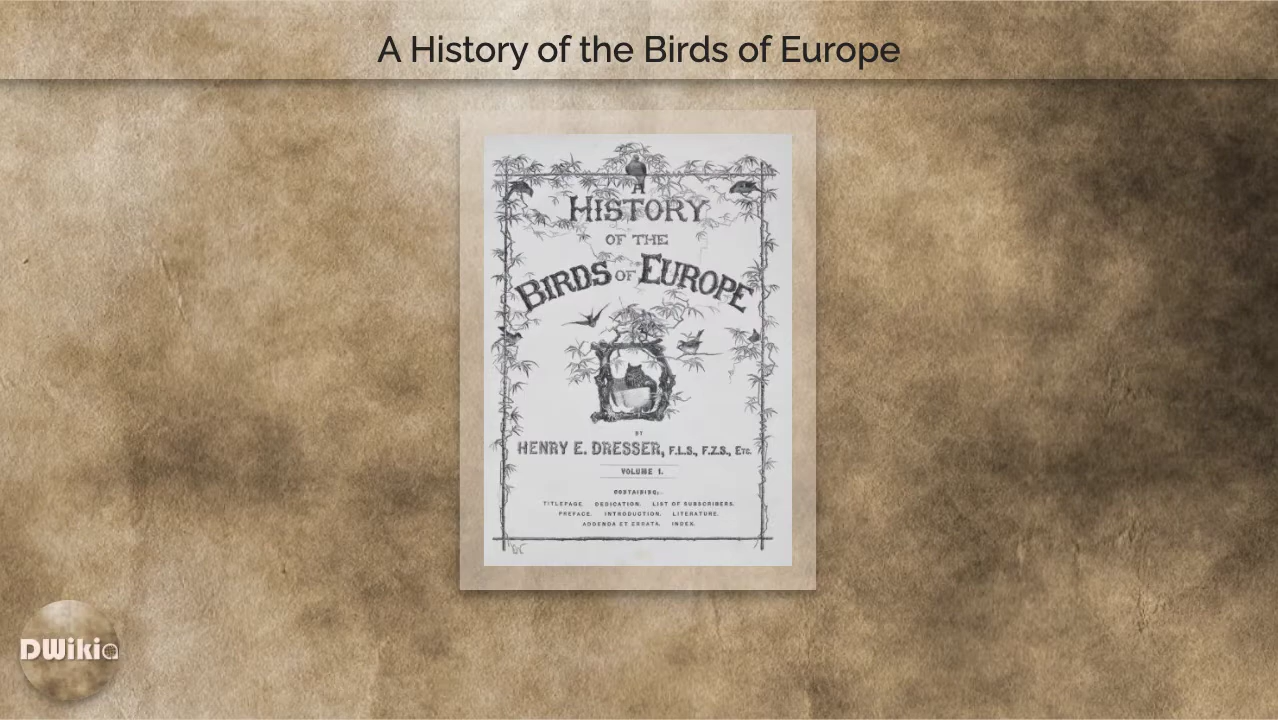 A History of the Birds of Europe
A
HISTORY
OF THE
BIRDS OF EUROPE
BY
HENRY E. DRESSER, F.L.S., F.Z.S., Etc.
VOLUME I.
CONTAINING:
TITLEPAGE. DEDICATION. LIST OF SUBSCRIBERS.
PREFACE. INTRODUCTION. LITERATURE.
ADDENDA ET ERRATA. INDEX.
DWikia